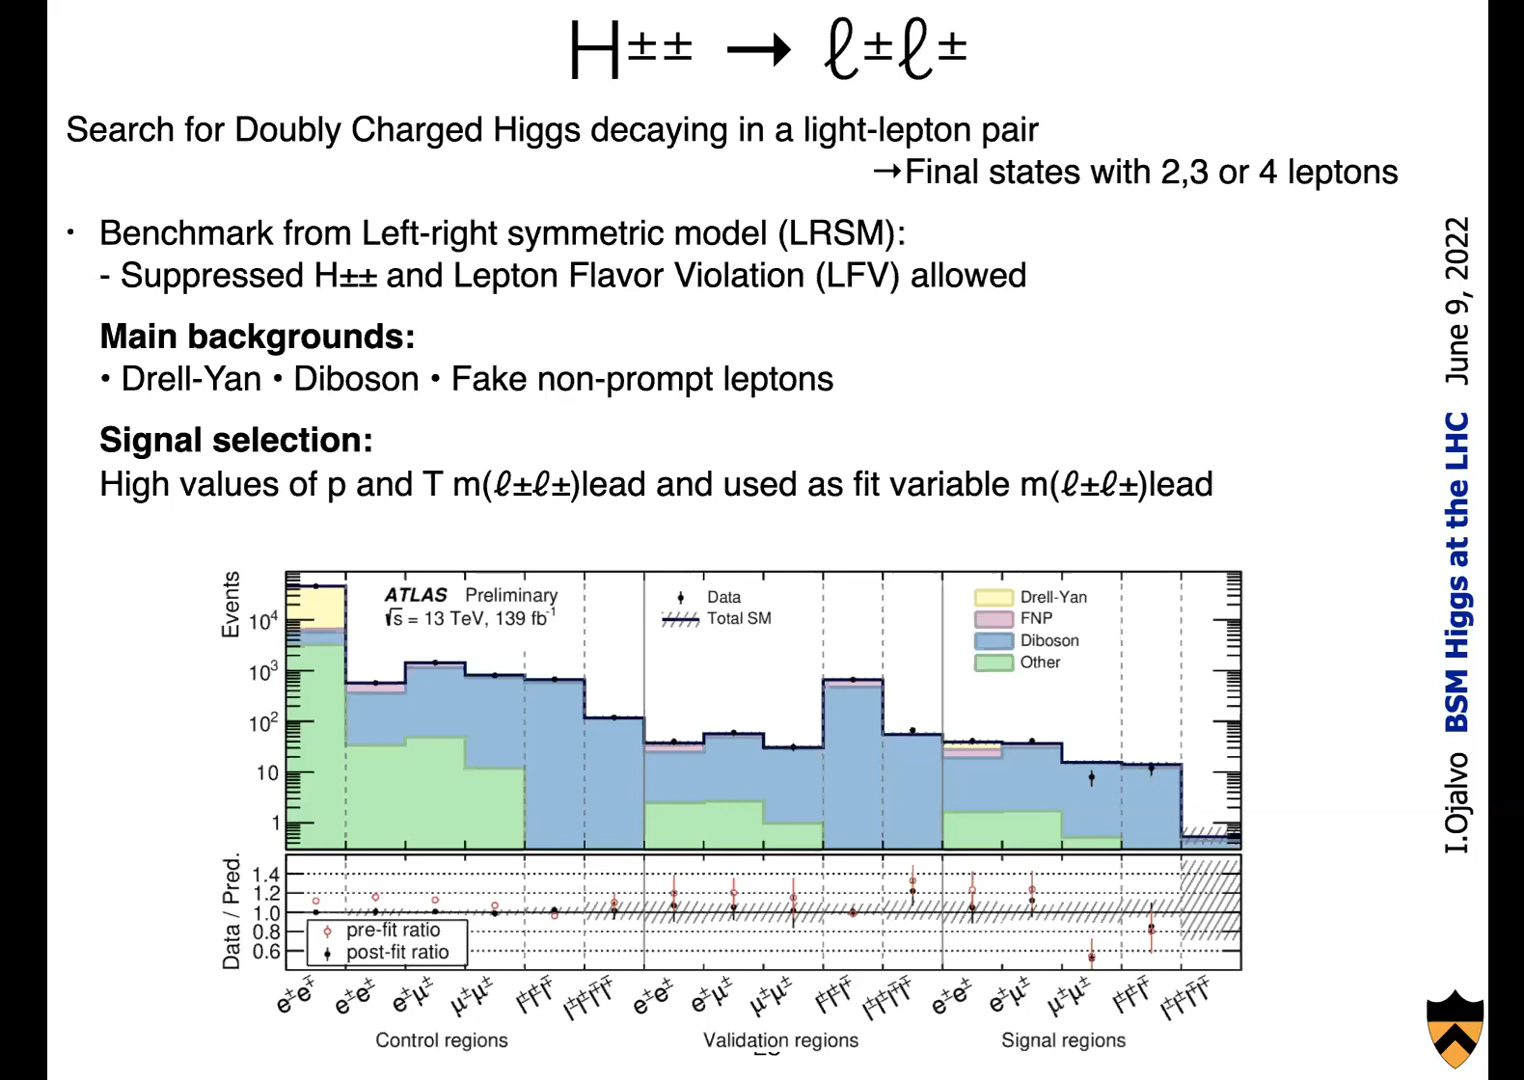 H±± → ℓ±ℓ±
Search for Doubly Charged Higgs decaying in a light-lepton pair
→Final states with 2,3 or 4 leptons
• Benchmark from Left-right symmetric model (LRSM):
- Suppressed H±± and Lepton Flavor Violation (LFV) allowed
Main backgrounds:
• Drell-Yan • Diboson • Fake non-prompt leptons
Signal selection:
High values of p and T m(ℓ±ℓ±)lead and used as fit variable m(ℓ±ℓ±)lead
I.Ojalvo BSM Higgs at the LHC June 9, 2022
Events
10⁴
10³
10²
10
1
ATLAS Preliminary
√s = 13 TeV, 139 fb⁻¹
Data
Total SM
Drell-Yan
FNP
Diboson
Other
Data / Pred.
1.4
1.2
1.0
0.8
0.6
pre-fit ratio
post-fit ratio
e±e∓ e±e± e±μ± μ±μ± l±l±l∓ l±l±l∓l∓ e±e± e±μ± μ±μ± l±l±l∓ l±l±l∓l∓ e±e± e±μ± μ±μ± l±l±l∓ l±l±l∓l∓
Control regions Validation regions Signal regions